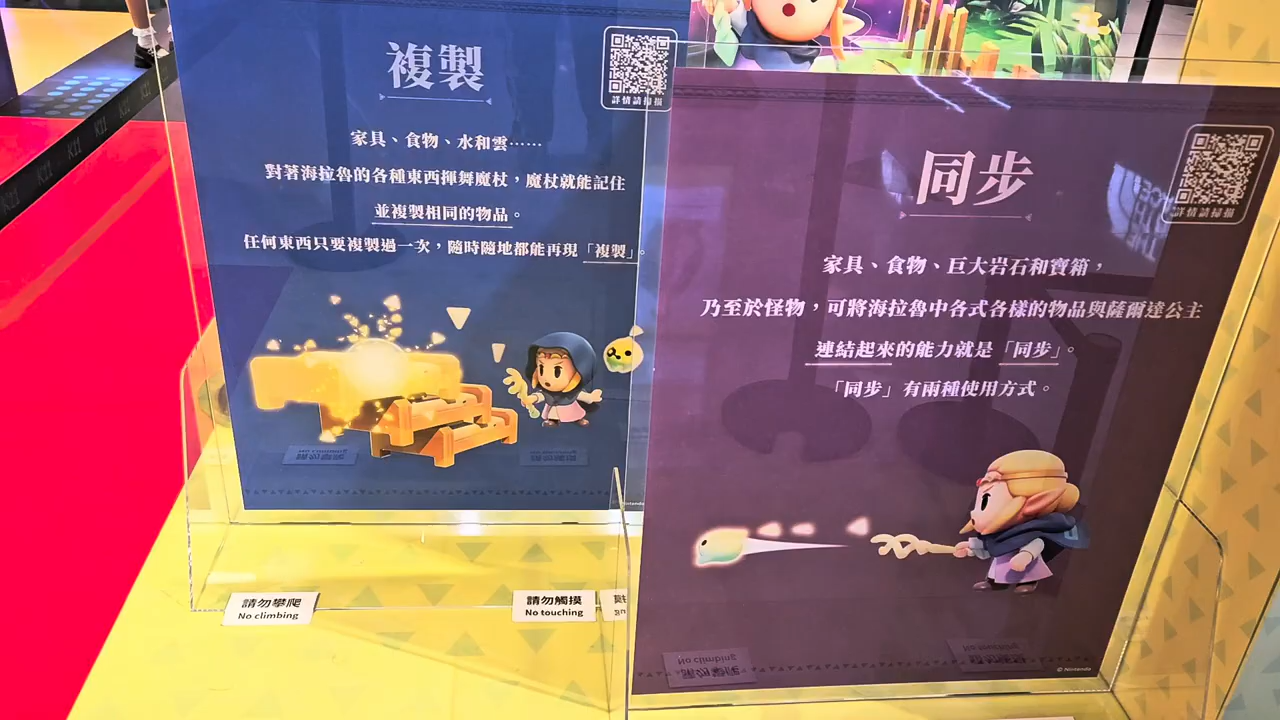 複製
詳情請掃描
家具、食物、水和雲……
對著海拉魯的各種東西揮舞魔杖，魔杖就能記住
並複製相同的物品。
任何東西只要複製過一次，隨時隨地都能再現「複製」。
同步
詳情請掃描
家具、食物、巨大岩石和寶箱，
乃至於怪物，可將海拉魯中各式各樣的物品與薩爾達公主
連結起來的能力就是「同步」。
「同步」有兩種使用方式。
請勿攀爬
No climbing
請勿觸摸
No touching
© Nintendo
K11
K11
K11
K11